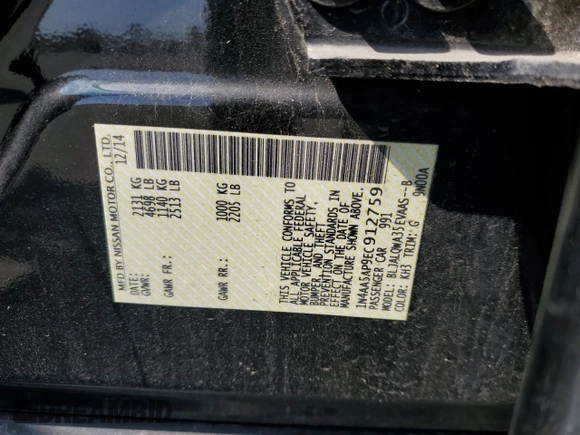 MFD BY NISSAN MOTOR CO., LTD.
DATE: 12/14
GVWR: 2131 KG
4698 LB
GAWR FR: 1140 KG
2513 LB
GAWR RR: 1000 KG
2205 LB
THIS VEHICLE CONFORMS TO
ALL APPLICABLE FEDERAL
MOTOR VEHICLE SAFETY,
BUMPER, AND THEFT
PREVENTION STANDARDS IN
EFFECT ON THE DATE OF
MANUFACTURE SHOWN ABOVE.
1N4AA5AP9EC912759
PASSENGER CAR 991
MODEL: BLJALOWA35EVAAS--B
COLOR: KH3 TRIM: G 9N00A
DREAMBID